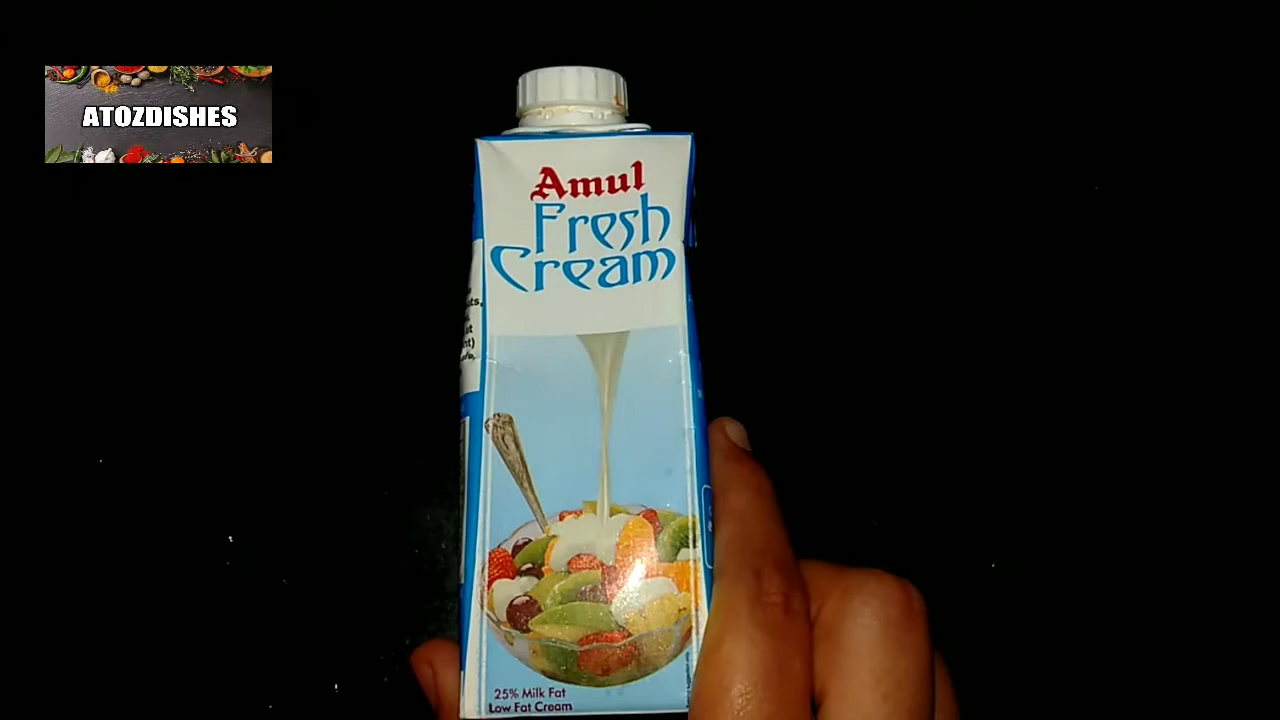 ATOZDISHES
Amul
Fresh
Cream
25% Milk Fat
Low Fat Cream